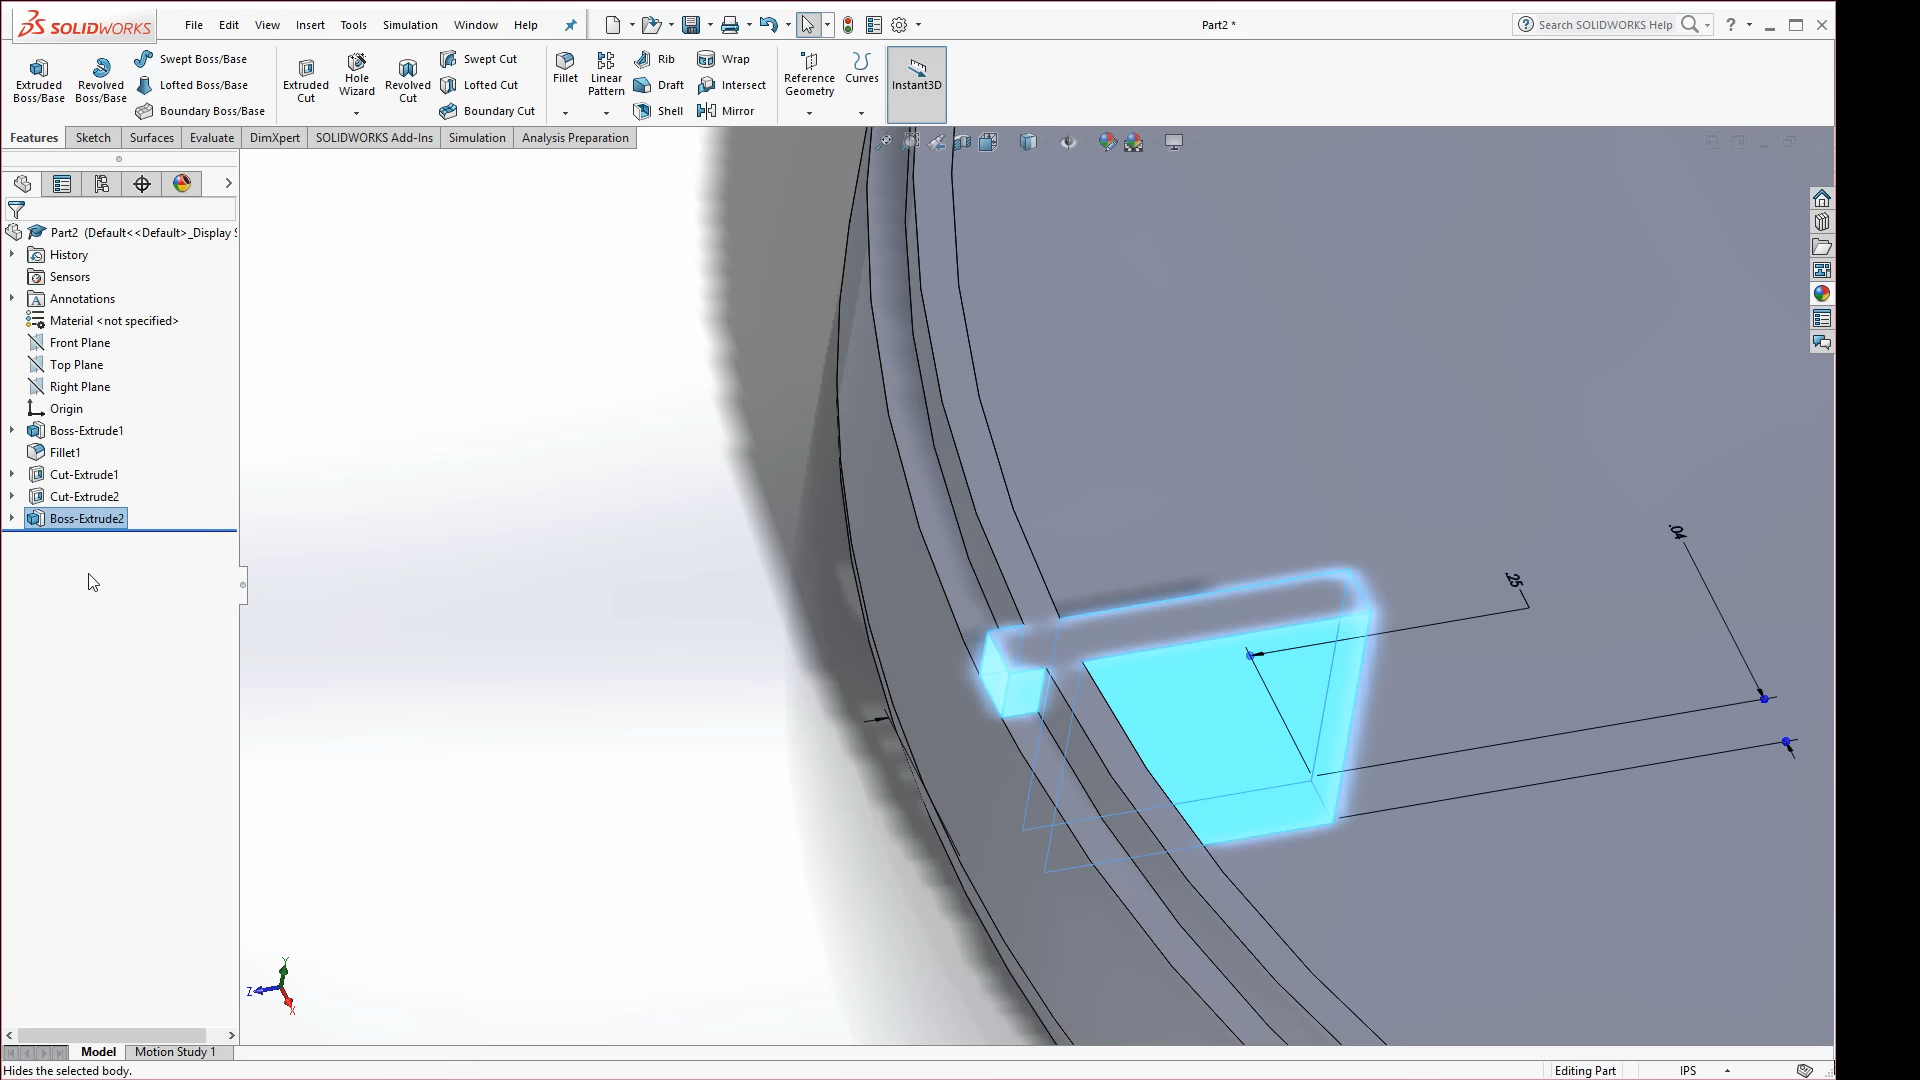 SOLIDWORKS
File Edit View Insert Tools Simulation Window Help
Part2 *
Search SOLIDWORKS Help
?
Extruded Boss/Base
Revolved Boss/Base
Swept Boss/Base
Lofted Boss/Base
Boundary Boss/Base
Extruded Cut
Hole Wizard
Revolved Cut
Swept Cut
Lofted Cut
Boundary Cut
Fillet
Linear Pattern
Rib
Draft
Shell
Wrap
Intersect
Mirror
Reference Geometry
Curves
Instant3D
Features Sketch Surfaces Evaluate DimXpert SOLIDWORKS Add-Ins Simulation Analysis Preparation
Part2 (Default<<Default>_Display S
History
Sensors
Annotations
Material <not specified>
Front Plane
Top Plane
Right Plane
Origin
Boss-Extrude1
Fillet1
Cut-Extrude1
Cut-Extrude2
Boss-Extrude2
.04
.25
Y
Z
X
Model Motion Study 1
Hides the selected body.
Editing Part
IPS